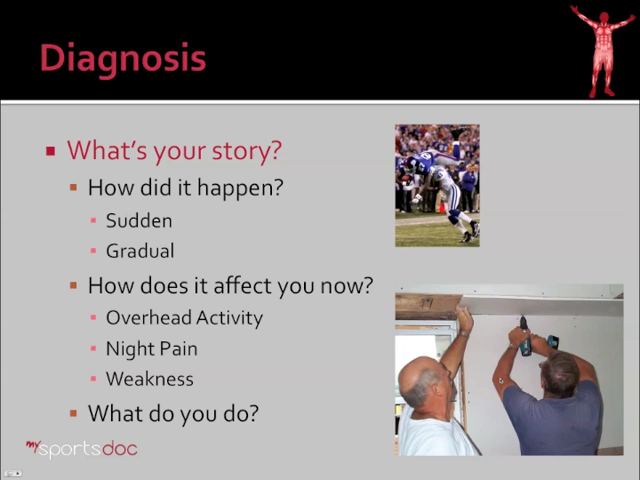 Diagnosis
What's your story?
How did it happen?
Sudden
Gradual
How does it affect you now?
Overhead Activity
Night Pain
Weakness
What do you do?
mysportsdoc